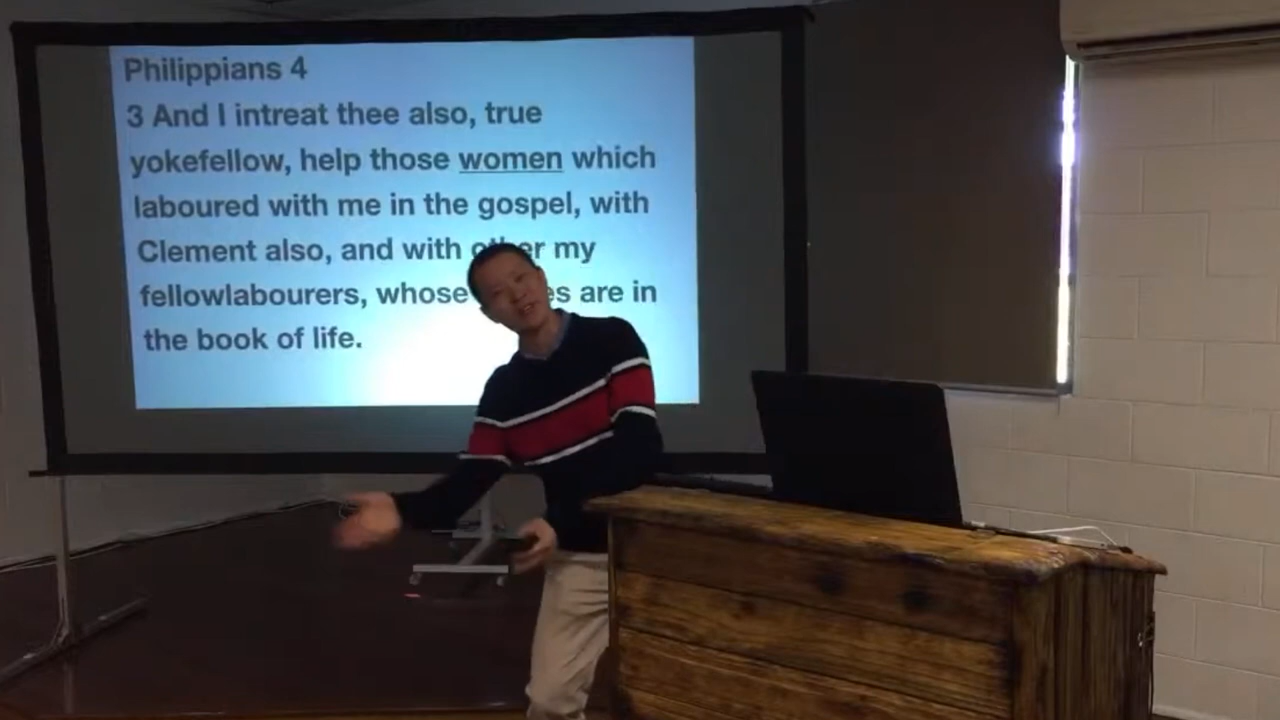 Philippians 4
3 And I intreat thee also, true
yokefellow, help those women which
laboured with me in the gospel, with
Clement also, and with other my
fellowlabourers, whose are in
the book of life.